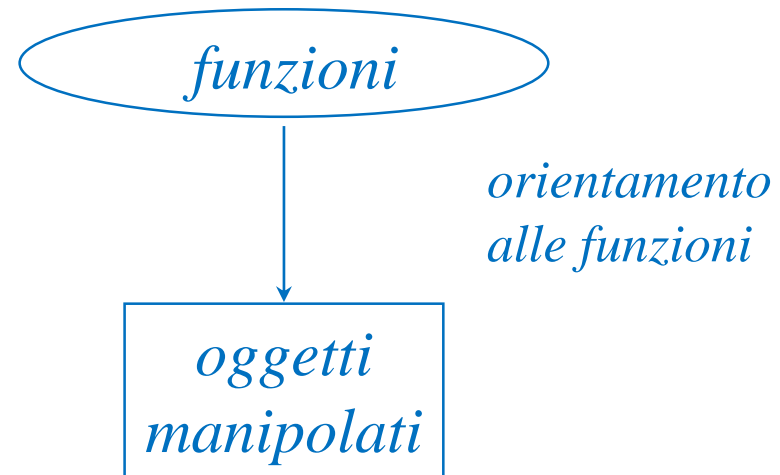 funzioni
orientamento
alle funzioni
oggetti
manipolati